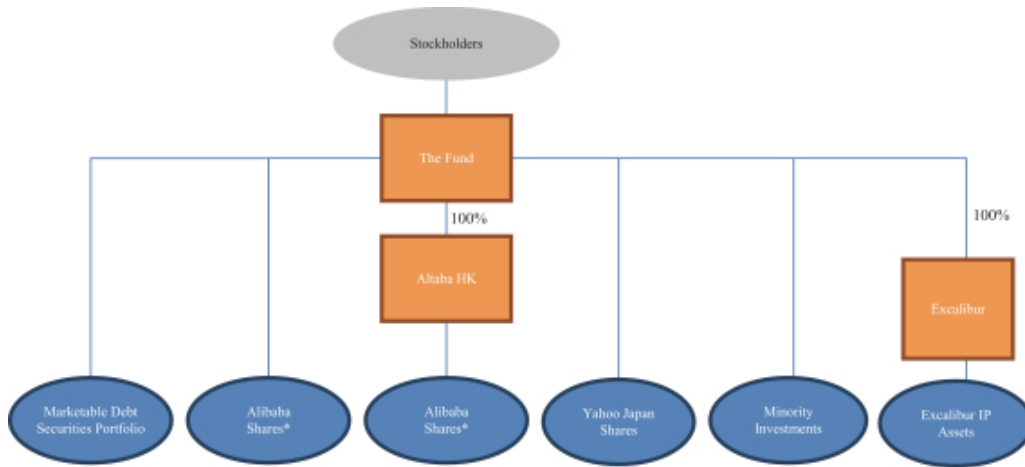 Stockholders
The Fund
100%
100%
Altaba HK
Excalibur
Marketable Debt
Securities Portfolio
Alibaba
Shares*
Alibaba
Shares*
Yahoo Japan
Shares
Minority
Investments
Excalibur IP
Assets